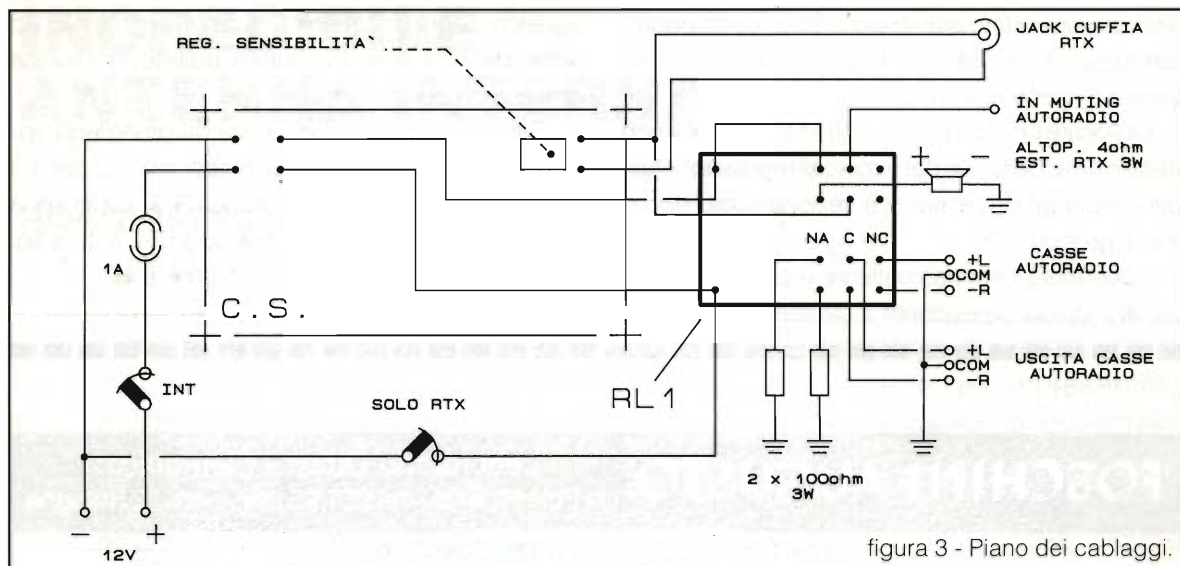 REG. SENSIBILITA'
JACK CUFFIA
RTX
IN MUTING
AUTORADIO
ALTOP. 4ohm
EST. RTX 3W
+ -
NA C NC
+L
COM
-R
CASSE
AUTORADIO
1A
C.S.
+L
COM
-R
USCITA CASSE
AUTORADIO
INT
SOLO RTX
RL1
2 x 100ohm
3W
- +
12V
figura 3 - Piano dei cablaggi.